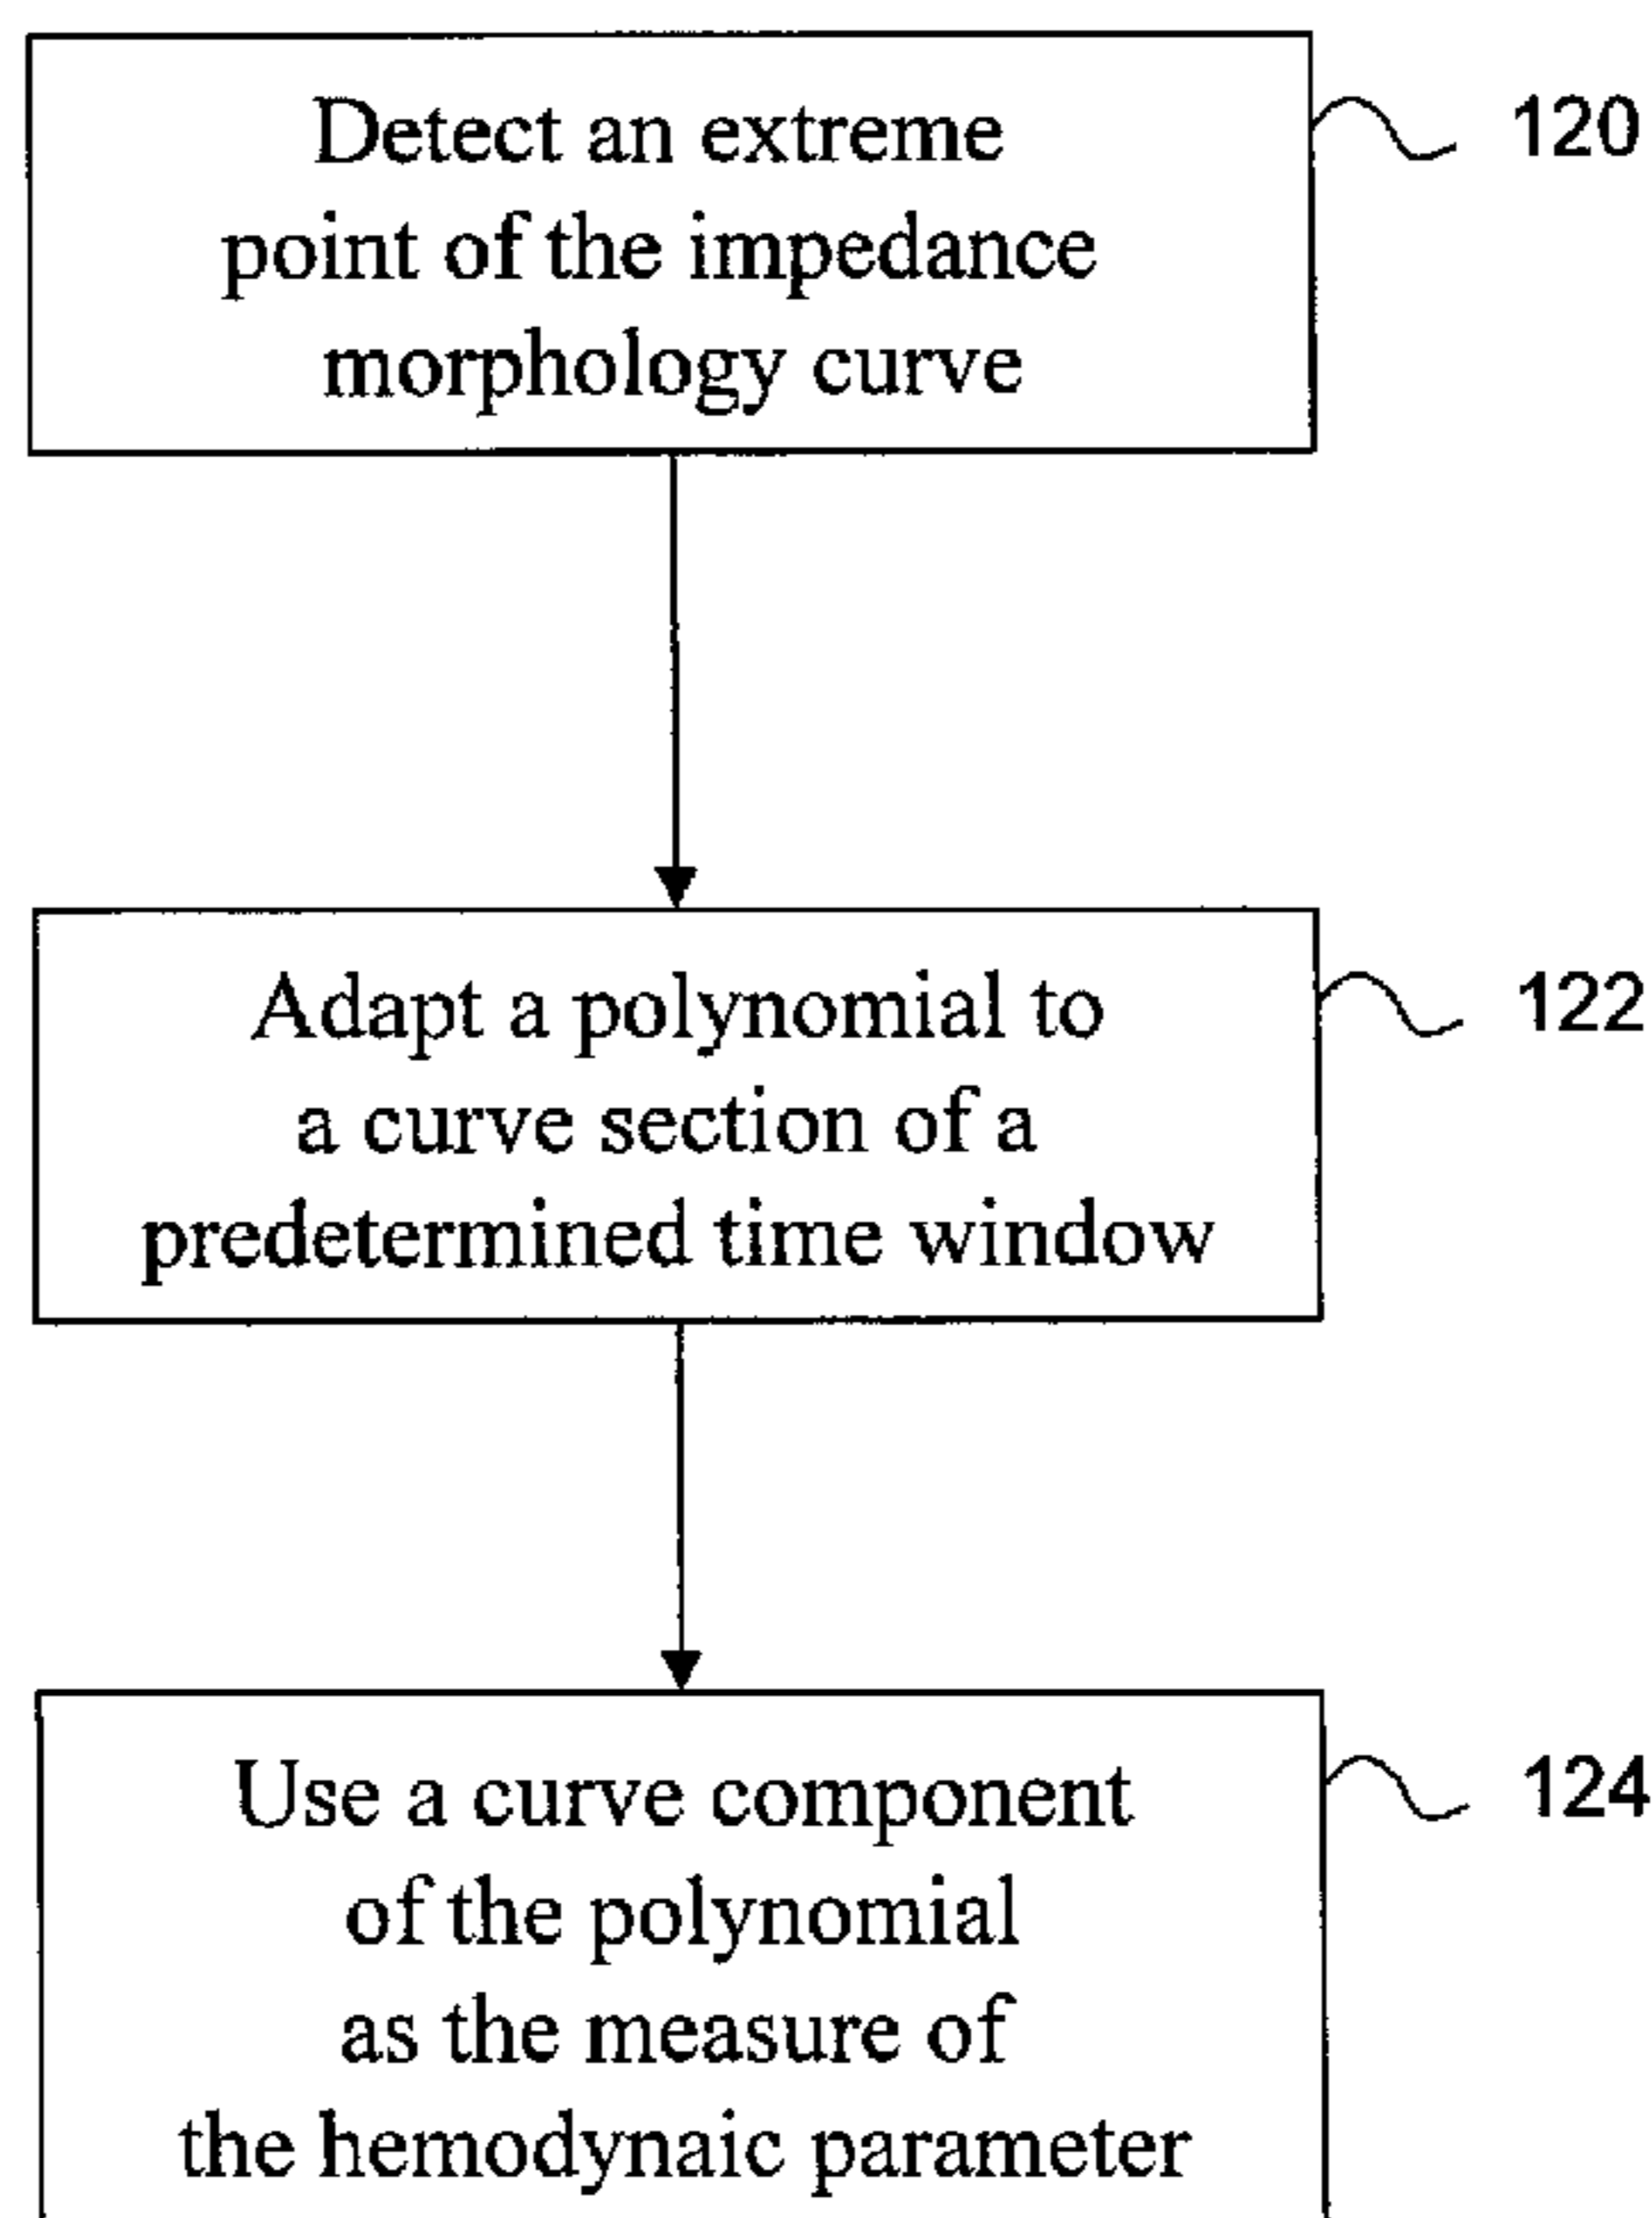 Detect an extreme
point of the impedance
morphology curve
120
Adapt a polynomial to
a curve section of a
predetermined time window
122
Use a curve component
of the polynomial
as the measure of
the hemodynaic parameter
124